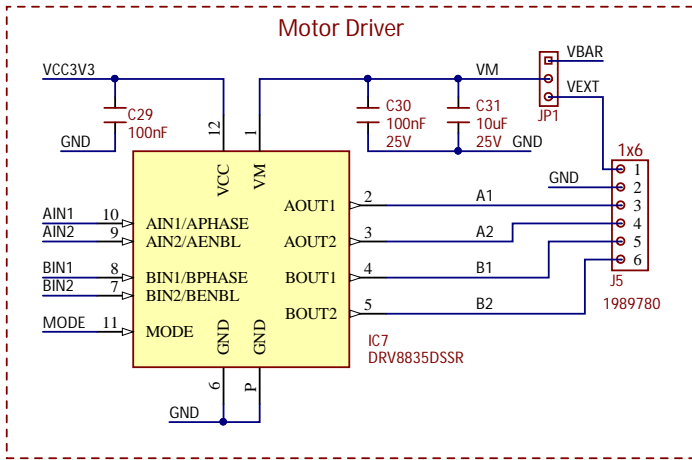 Motor Driver
VCC3V3
VM
VBAR
VEXT
JP1
C29
100nF
GND
C30
100nF
25V
C31
10uF
25V
GND
12
1
VCC
VM
1x6
GND
1
2
3
4
5
6
J5
1989780
AIN1
10
AIN1/APHASE
AIN2
9
AIN2/AENBL
BIN1
8
BIN1/BPHASE
BIN2
7
BIN2/BENBL
MODE
11
MODE
AOUT1
2
A1
AOUT2
3
A2
BOUT1
4
B1
BOUT2
5
B2
GND
GND
6
P
GND
IC7
DRV8835DSSR